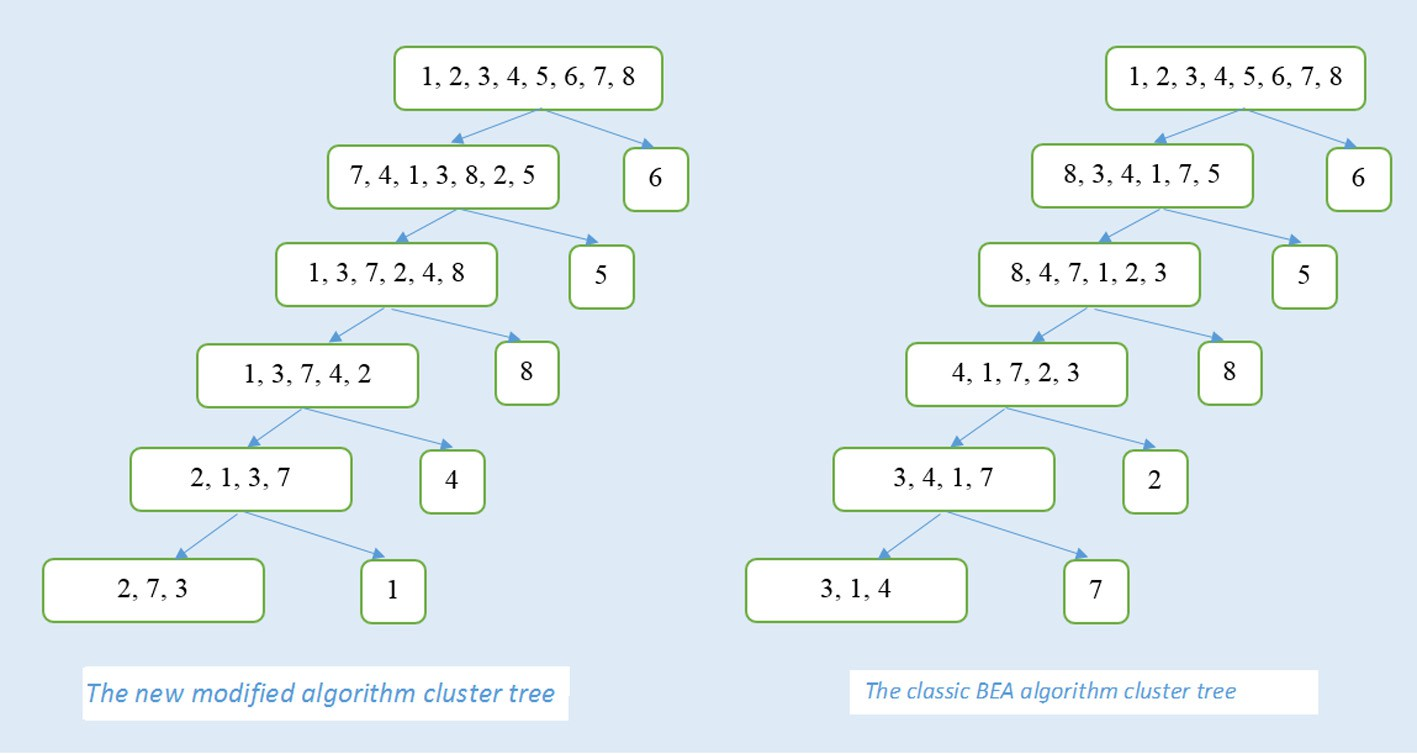 1, 2, 3, 4, 5, 6, 7, 8
7, 4, 1, 3, 8, 2, 5
6
1, 3, 7, 2, 4, 8
5
1, 3, 7, 4, 2
8
2, 1, 3, 7
4
2, 7, 3
1
The new modified algorithm cluster tree
1, 2, 3, 4, 5, 6, 7, 8
8, 3, 4, 1, 7, 5
6
8, 4, 7, 1, 2, 3
5
4, 1, 7, 2, 3
8
3, 4, 1, 7
2
3, 1, 4
7
The classic BEA algorithm cluster tree